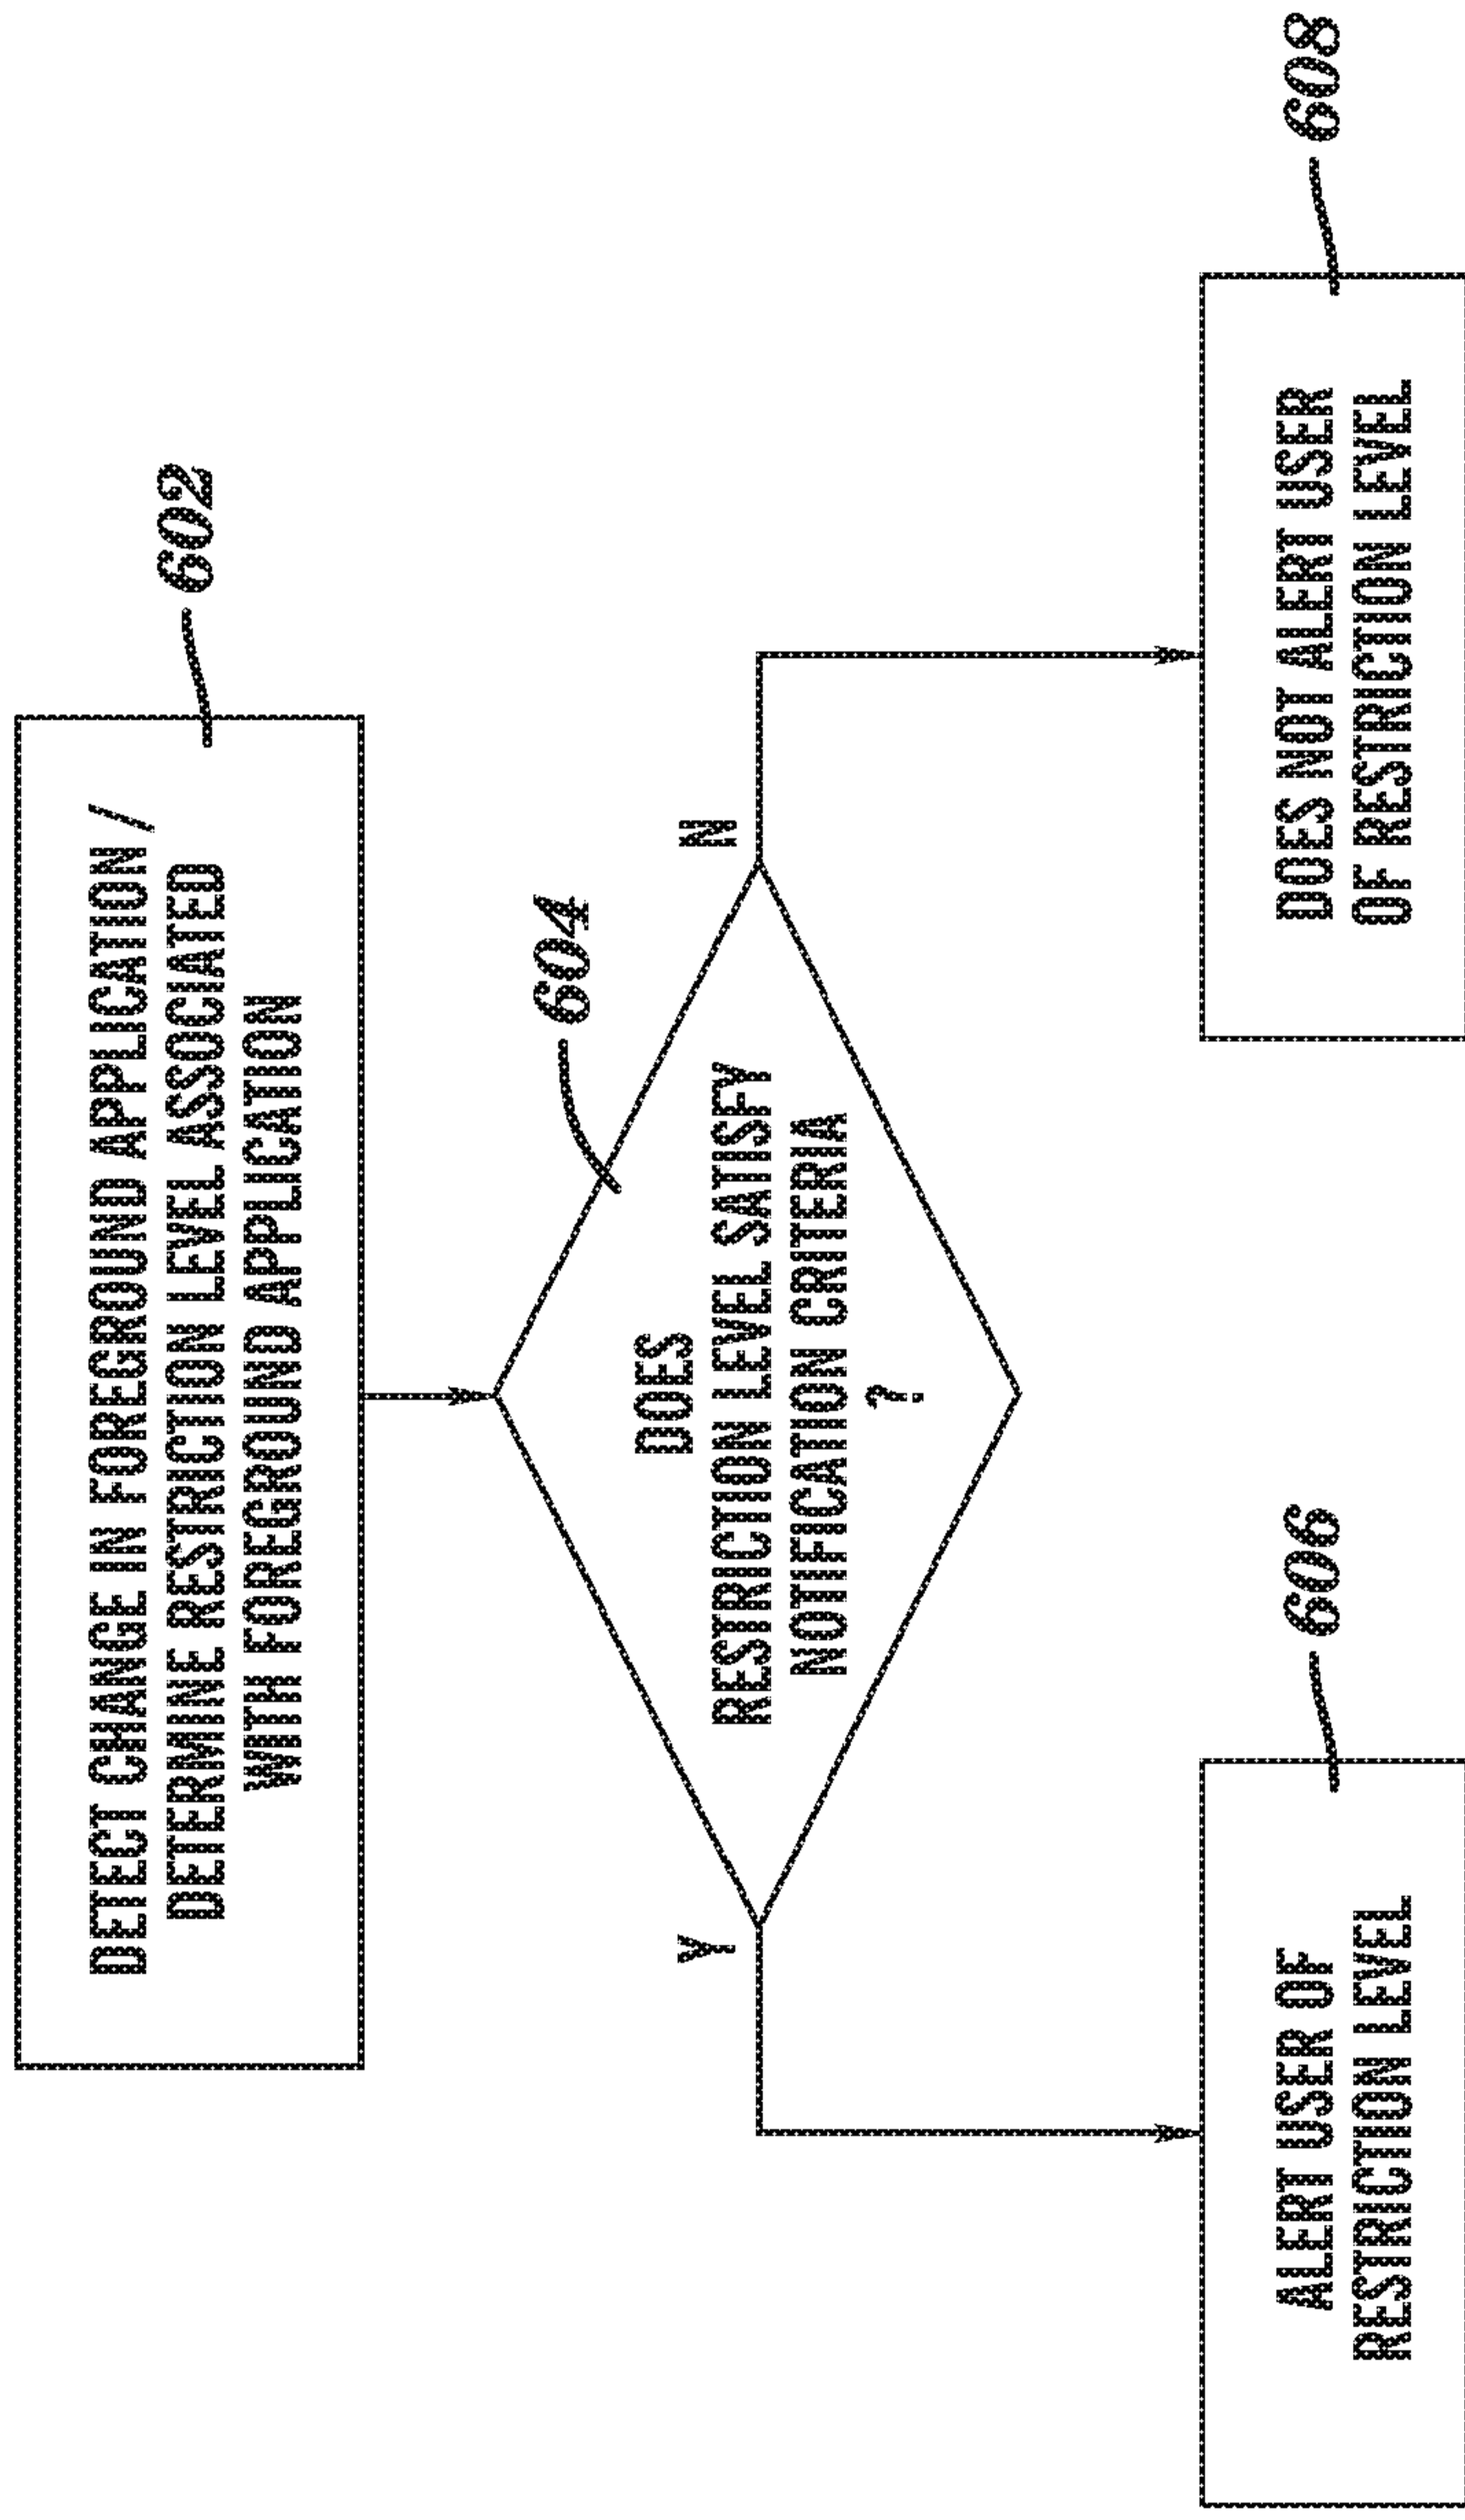 DETECT CHANGE IN FOREGROUND APPLICATION /
DETERMINE RESTRICTION LEVEL ASSOCIATED
WITH FOREGROUND APPLICATION
602
604
DOES
RESTRICTION LEVEL SATISFY
NOTIFICATION CRITERIA
?
Y
N
606
ALERT USER OF
RESTRICTION LEVEL
608
DOES NOT ALERT USER
OF RESTRICTION LEVEL